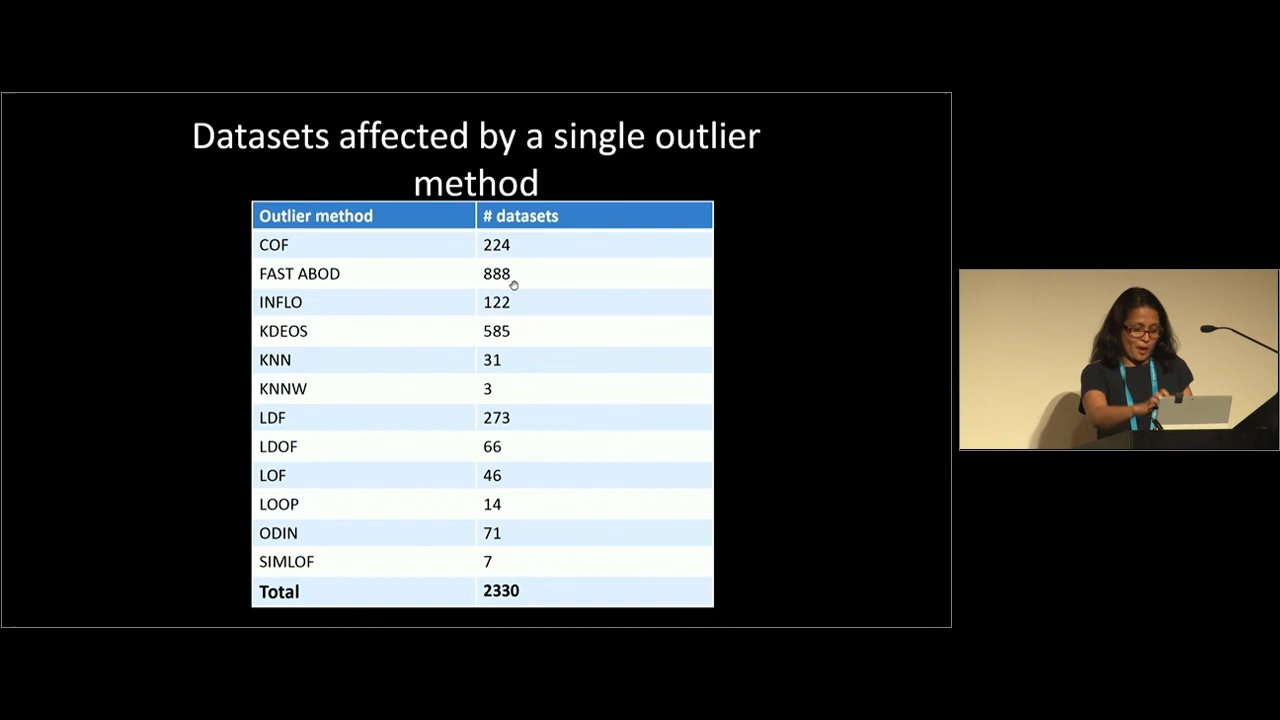 Datasets affected by a single outlier
method
Outlier method # datasets
COF 224
FAST ABOD 888
INFLO 122
KDEOS 585
KNN 31
KNNW 3
LDF 273
LDOF 66
LOF 46
LOOP 14
ODIN 71
SIMLOF 7
Total 2330